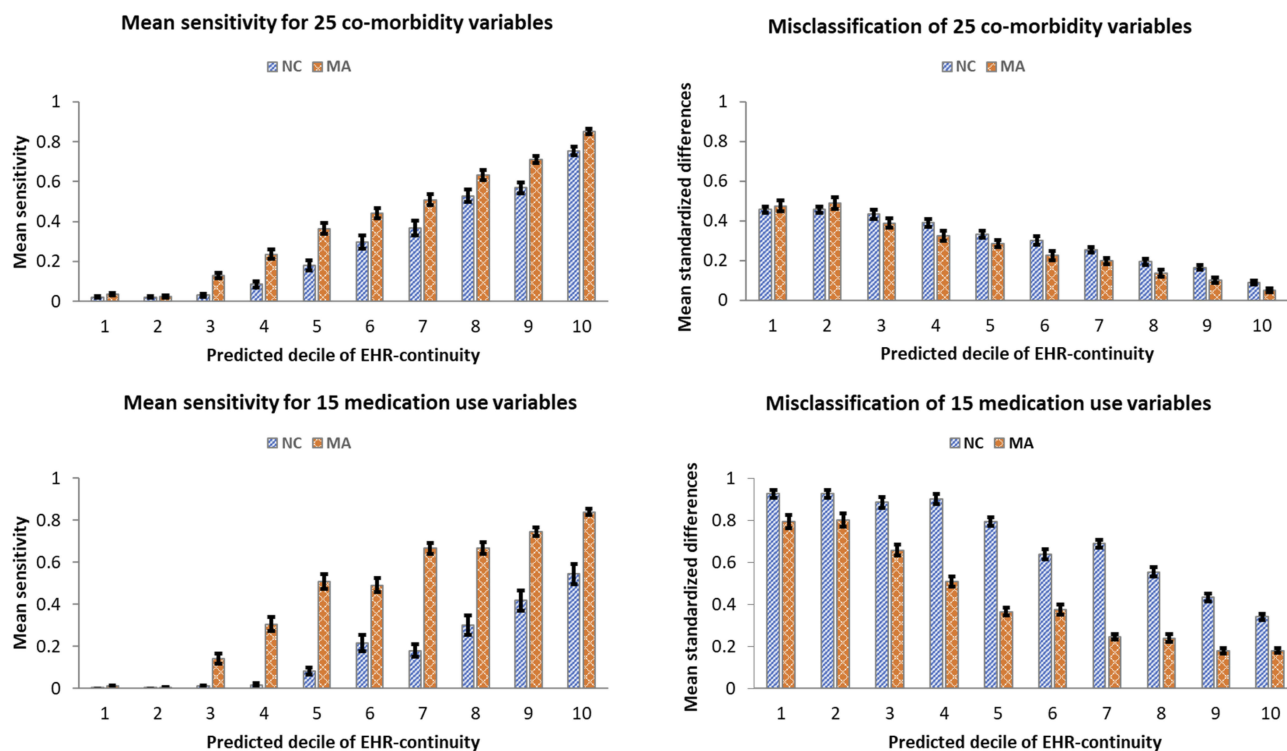 Mean sensitivity for 25 co-morbidity variables
NC MA
Mean sensitivity
1
0.8
0.6
0.4
0.2
0
1 2 3 4 5 6 7 8 9 10
Predicted decile of EHR-continuity
Misclassification of 25 co-morbidity variables
NC MA
Mean standardized differences
1
0.8
0.6
0.4
0.2
0
1 2 3 4 5 6 7 8 9 10
Predicted decile of EHR-continuity
Mean sensitivity for 15 medication use variables
NC MA
Mean sensitivity
1
0.8
0.6
0.4
0.2
0
1 2 3 4 5 6 7 8 9 10
Predicted decile of EHR-continuity
Misclassification of 15 medication use variables
NC MA
Mean standardized differences
1
0.8
0.6
0.4
0.2
0
1 2 3 4 5 6 7 8 9 10
Predicted decile of EHR-continuity